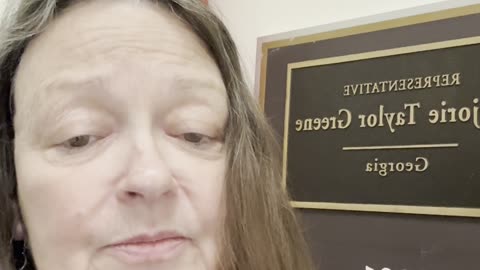 REPRESENTATIVE
jorie Taylor Greene
Georgia